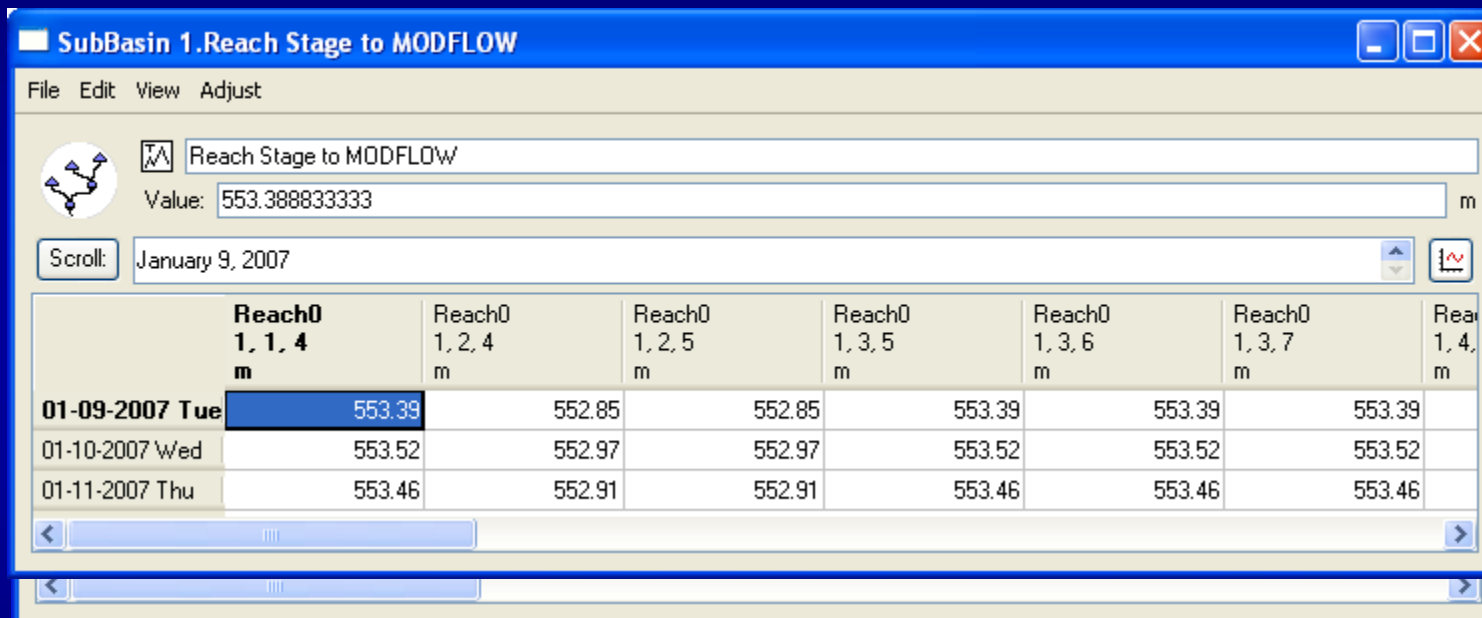 SubBasin 1.Reach Stage to MODFLOW
File Edit View Adjust
Reach Stage to MODFLOW
Value: 553.388833333 m
Scroll: January 9, 2007
Reach0 Reach0 Reach0 Reach0 Reach0 Reach0 Reac
1, 1, 4 1, 2, 4 1, 2, 5 1, 3, 5 1, 3, 6 1, 3, 7 1, 4,
m m m m m m m
01-09-2007 Tue 553.39 552.85 552.85 553.39 553.39 553.39
01-10-2007 Wed 553.52 552.97 552.97 553.52 553.52 553.52
01-11-2007 Thu 553.46 552.91 552.91 553.46 553.46 553.46